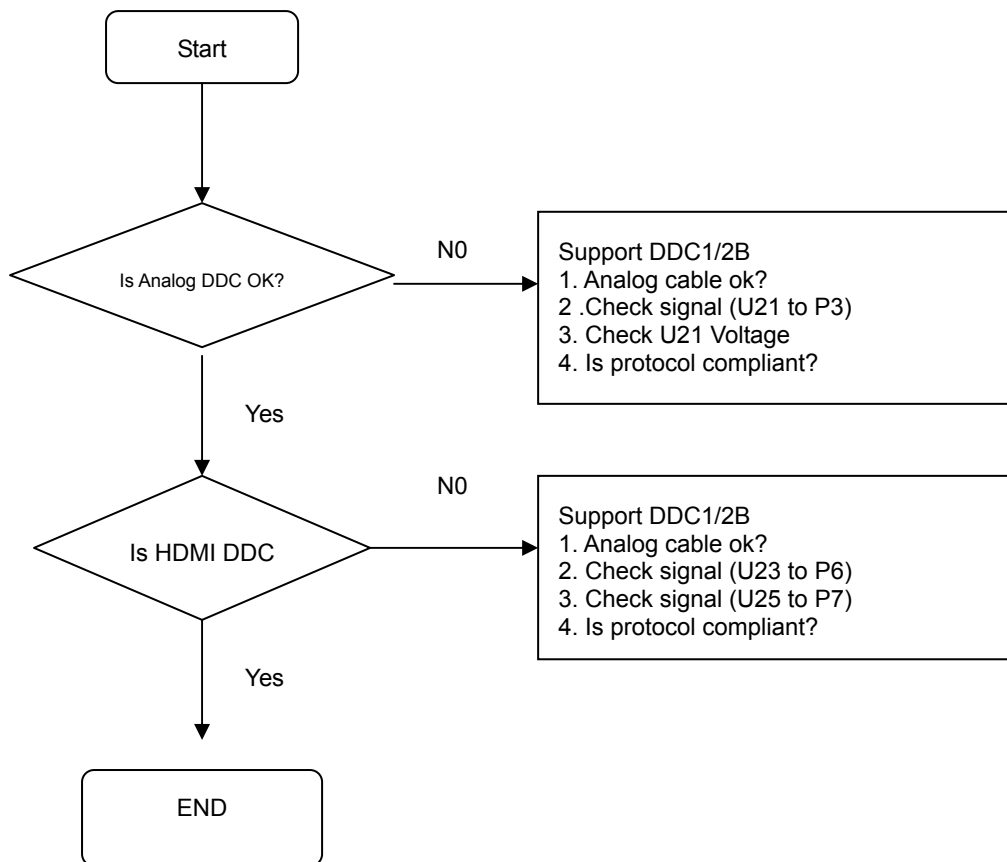 Start
Is Analog DDC OK?
N0
Support DDC1/2B
1. Analog cable ok?
2 .Check signal (U21 to P3)
3. Check U21 Voltage
4. Is protocol compliant?
Yes
Is HDMI DDC
N0
Support DDC1/2B
1. Analog cable ok?
2. Check signal (U23 to P6)
3. Check signal (U25 to P7)
4. Is protocol compliant?
Yes
END